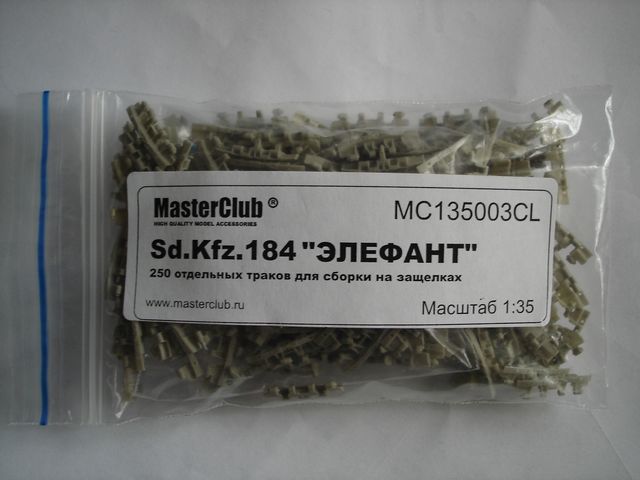 MasterClub ®
HIGH QUALITY MODEL ACCESSORIES
MC135003CL
Sd.Kfz.184 "ЭЛЕФАНТ"
250 отдельных траков для сборки на защелках
www.masterclub.ru
Масштаб 1:35